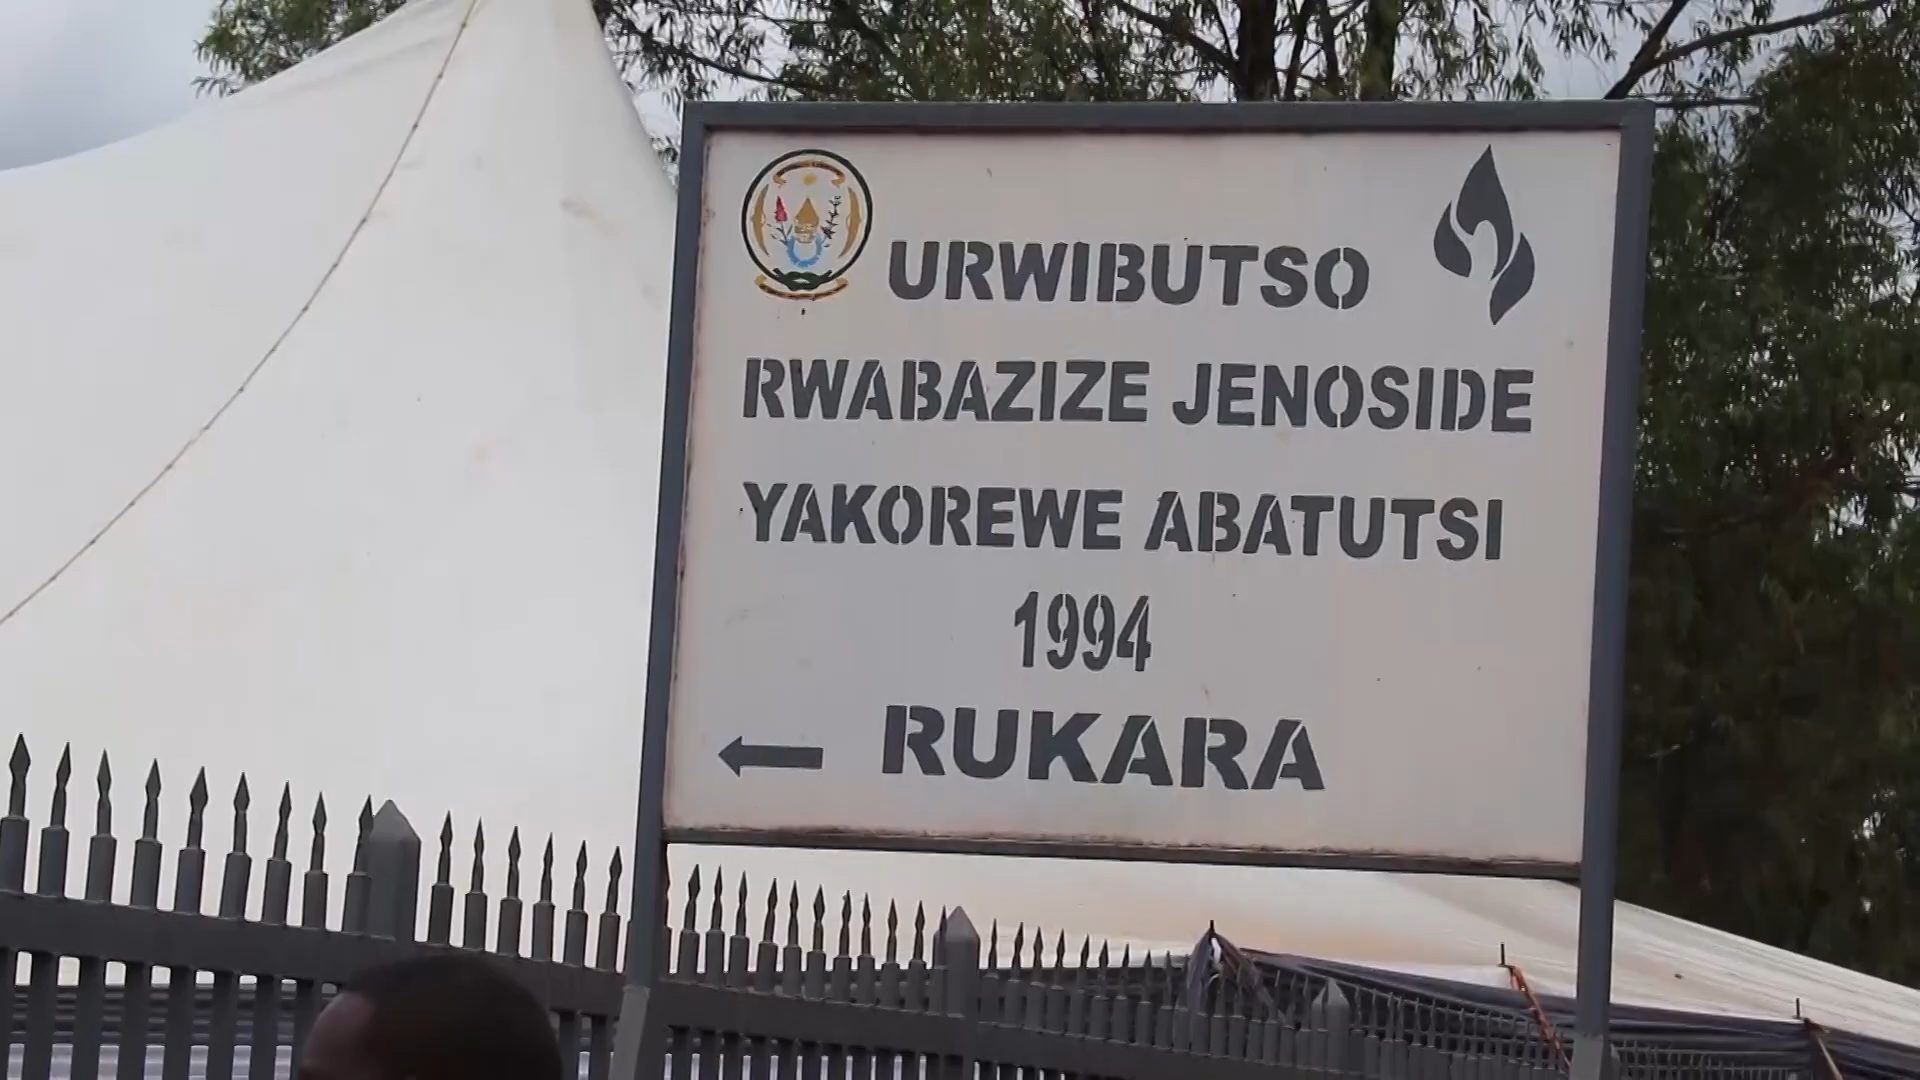 URWIBUTSO
RWABAZIZE JENOSIDE
YAKOREWE ABATUTSI
1994
RUKARA